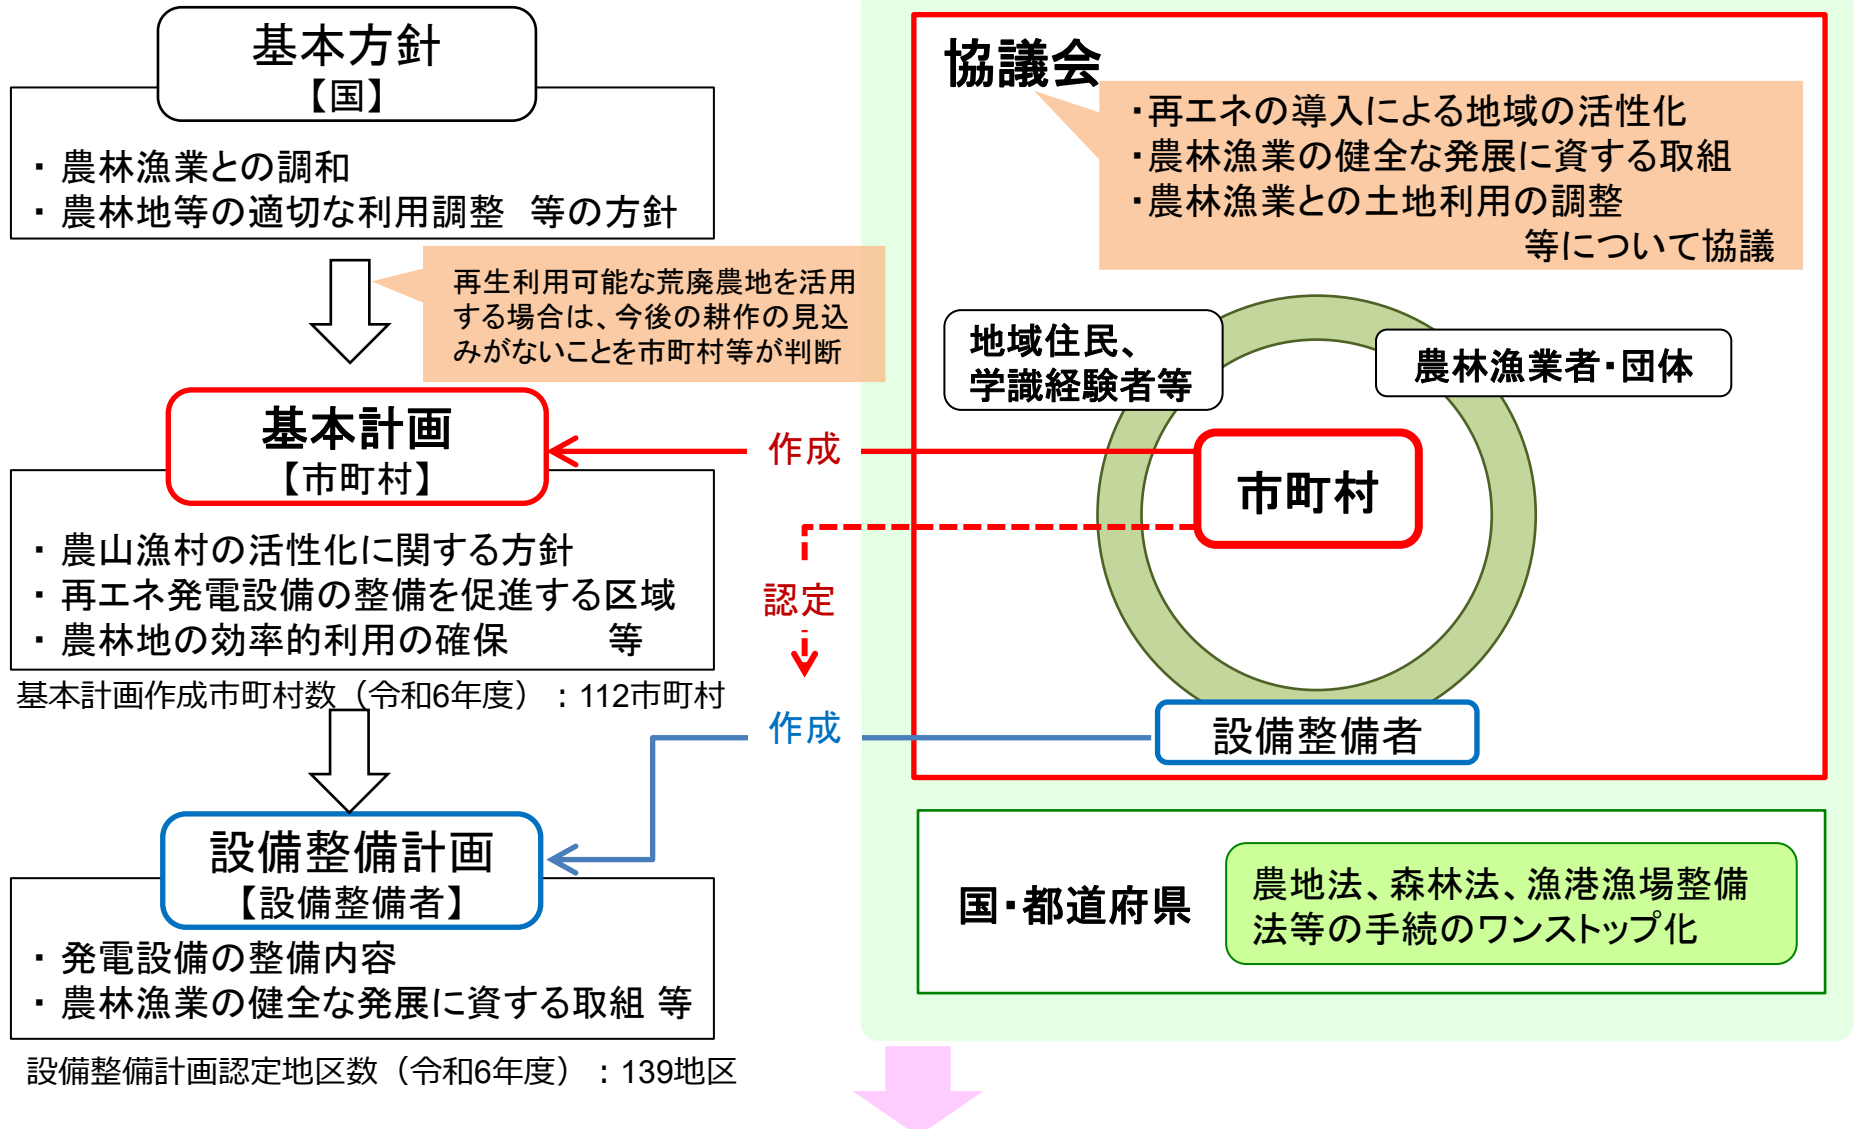 基本方針
【国】
・ 農林漁業との調和
・ 農林地等の適切な利用調整 等の方針
再生利用可能な荒廃農地を活用
する場合は、今後の耕作の見込
みがないことを市町村等が判断
基本計画
【市町村】
・ 農山漁村の活性化に関する方針
・ 再エネ発電設備の整備を促進する区域
・ 農林地の効率的利用の確保 等
基本計画作成市町村数（令和6年度）：112市町村
設備整備計画
【設備整備者】
・ 発電設備の整備内容
・ 農林漁業の健全な発展に資する取組 等
設備整備計画認定地区数（令和6年度）：139地区
作成
認定
作成
協議会
・再エネの導入による地域の活性化
・農林漁業の健全な発展に資する取組
・農林漁業との土地利用の調整
等について協議
地域住民、
学識経験者等
農林漁業者・団体
市町村
設備整備者
国・都道府県
農地法、森林法、漁港漁場整備
法等の手続のワンストップ化